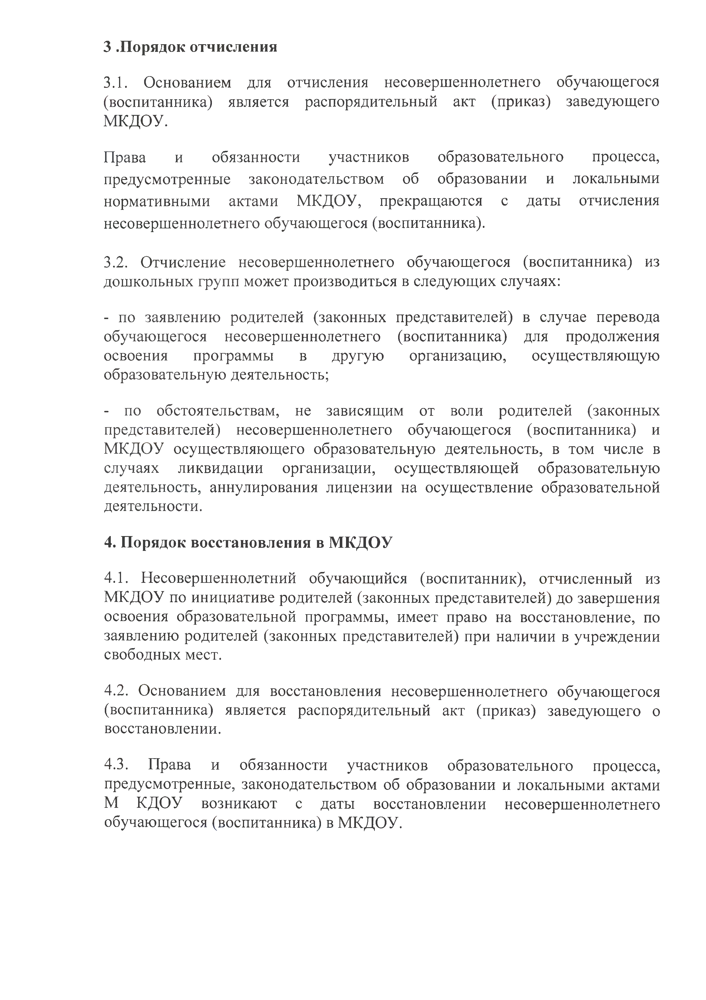 3 .Порядок отчисления
3.1. Основанием для отчисления несовершеннолетнего обучающегося
(воспитанника) является распорядительный акт (приказ) заведующего
МКДОУ.
Права и обязанности участников образовательного процесса,
предусмотренные законодательством об образовании и локальными
нормативными актами МКДОУ, прекращаются с даты отчисления
несовершеннолетнего обучающегося (воспитанника).
3.2. Отчисление несовершеннолетнего обучающегося (воспитанника) из
дошкольных групп может производиться в следующих случаях:
- по заявлению родителей (законных представителей) в случае перевода
обучающегося несовершеннолетнего (воспитанника) для продолжения
освоения программы в другую организацию, осуществляющую
образовательную деятельность;
- по обстоятельствам, не зависящим от воли родителей (законных
представителей) несовершеннолетнего обучающегося (воспитанника) и
МКДОУ осуществляющего образовательную деятельность, в том числе в
случаях ликвидации организации, осуществляющей образовательную
деятельность, аннулирования лицензии на осуществление образовательной
деятельности.
4. Порядок восстановления в МКДОУ
4.1. Несовершеннолетний обучающийся (воспитанник), отчисленный из
МКДОУ по инициативе родителей (законных представителей) до завершения
освоения образовательной программы, имеет право на восстановление, по
заявлению родителей (законных представителей) при наличии в учреждении
свободных мест.
4.2. Основанием для восстановления несовершеннолетнего обучающегося
(воспитанника) является распорядительный акт (приказ) заведующего о
восстановлении.
4.3. Права и обязанности участников образовательного процесса,
предусмотренные, законодательством об образовании и локальными актами
М КДОУ возникают с даты восстановлении несовершеннолетнего
обучающегося (воспитанника) в МКДОУ.